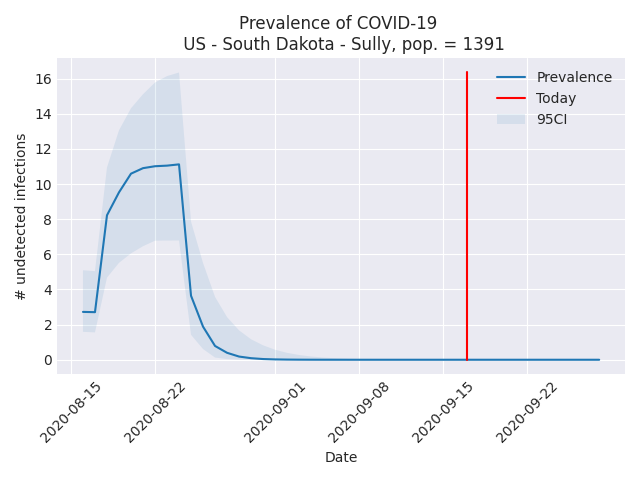 Prevalence of COVID-19
US - South Dakota - Sully, pop. = 1391
# undetected infections
16
14
12
10
8
6
4
2
0
Prevalence
Today
95CI
2020-08-15
2020-08-22
2020-09-01
2020-09-08
2020-09-15
2020-09-22
Date